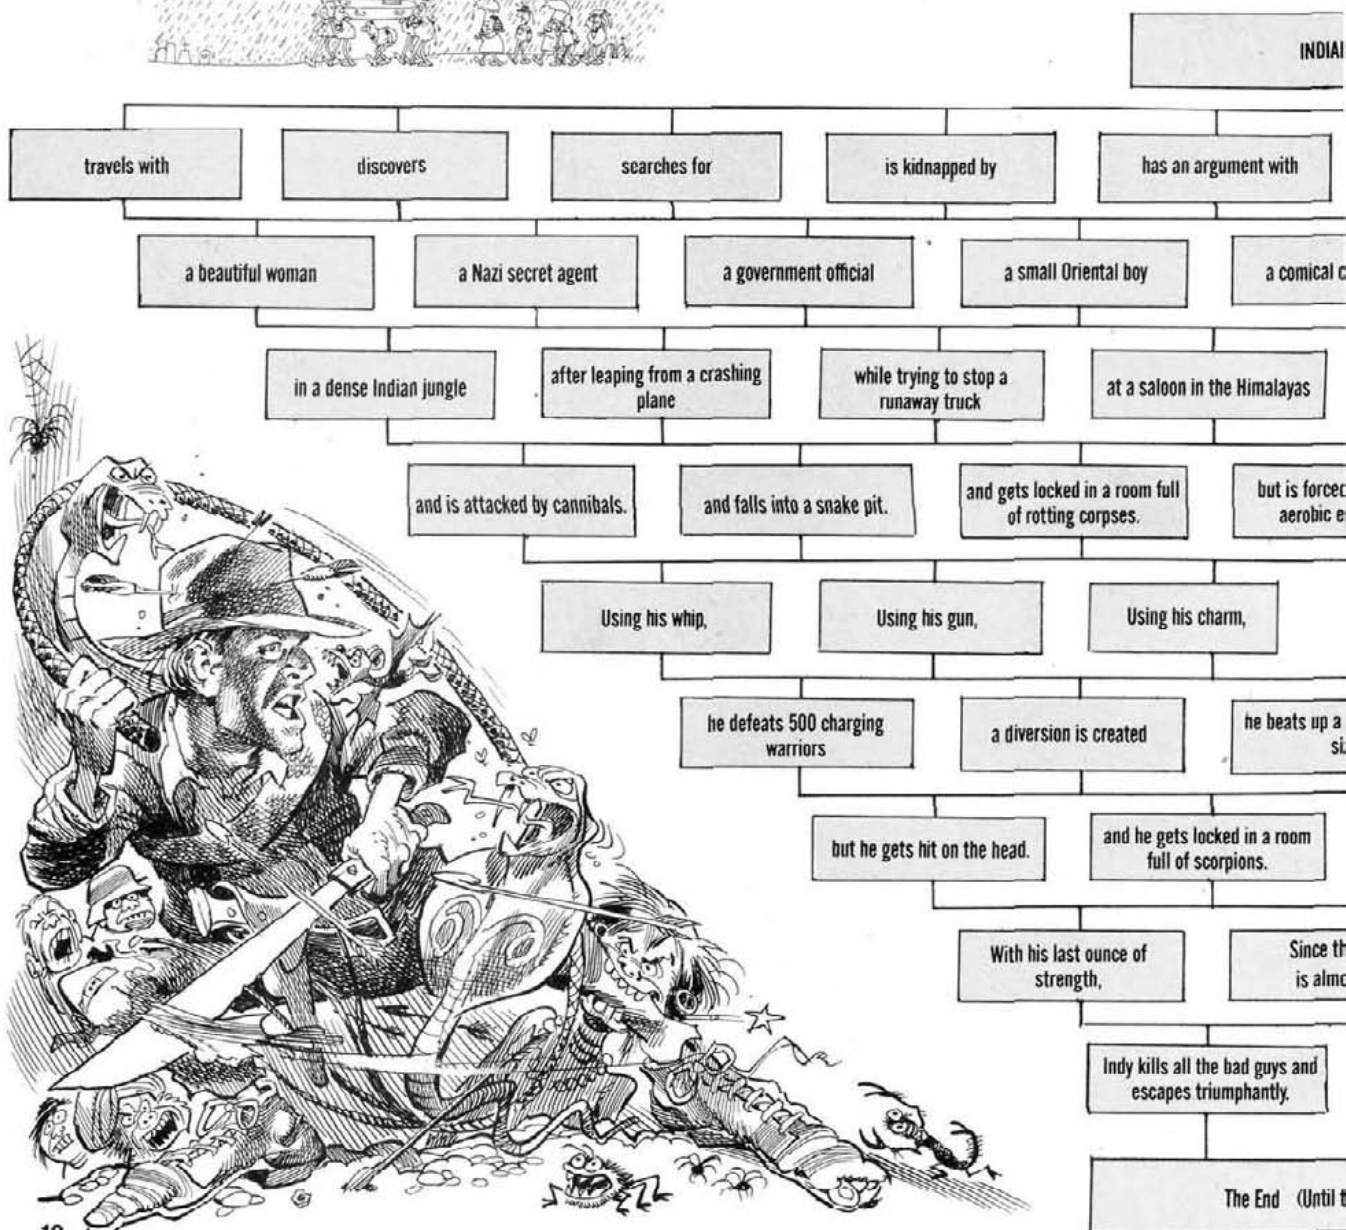 INDIAI
travels with
discovers
searches for
is kidnapped by
has an argument with
a beautiful woman
a Nazi secret agent
a government official
a small Oriental boy
a comical c
in a dense Indian jungle
after leaping from a crashing
plane
while trying to stop a
runaway truck
at a saloon in the Himalayas
and is attacked by cannibals.
and falls into a snake pit.
and gets locked in a room full
of rotting corpses.
but is forced
aerobic e
Using his whip,
Using his gun,
Using his charm,
he defeats 500 charging
warriors
a diversion is created
he beats up a
si
but he gets hit on the head.
and he gets locked in a room
full of scorpions.
With his last ounce of
strength,
Since th
is almo
Indy kills all the bad guys and
escapes triumphantly.
The End (Until t